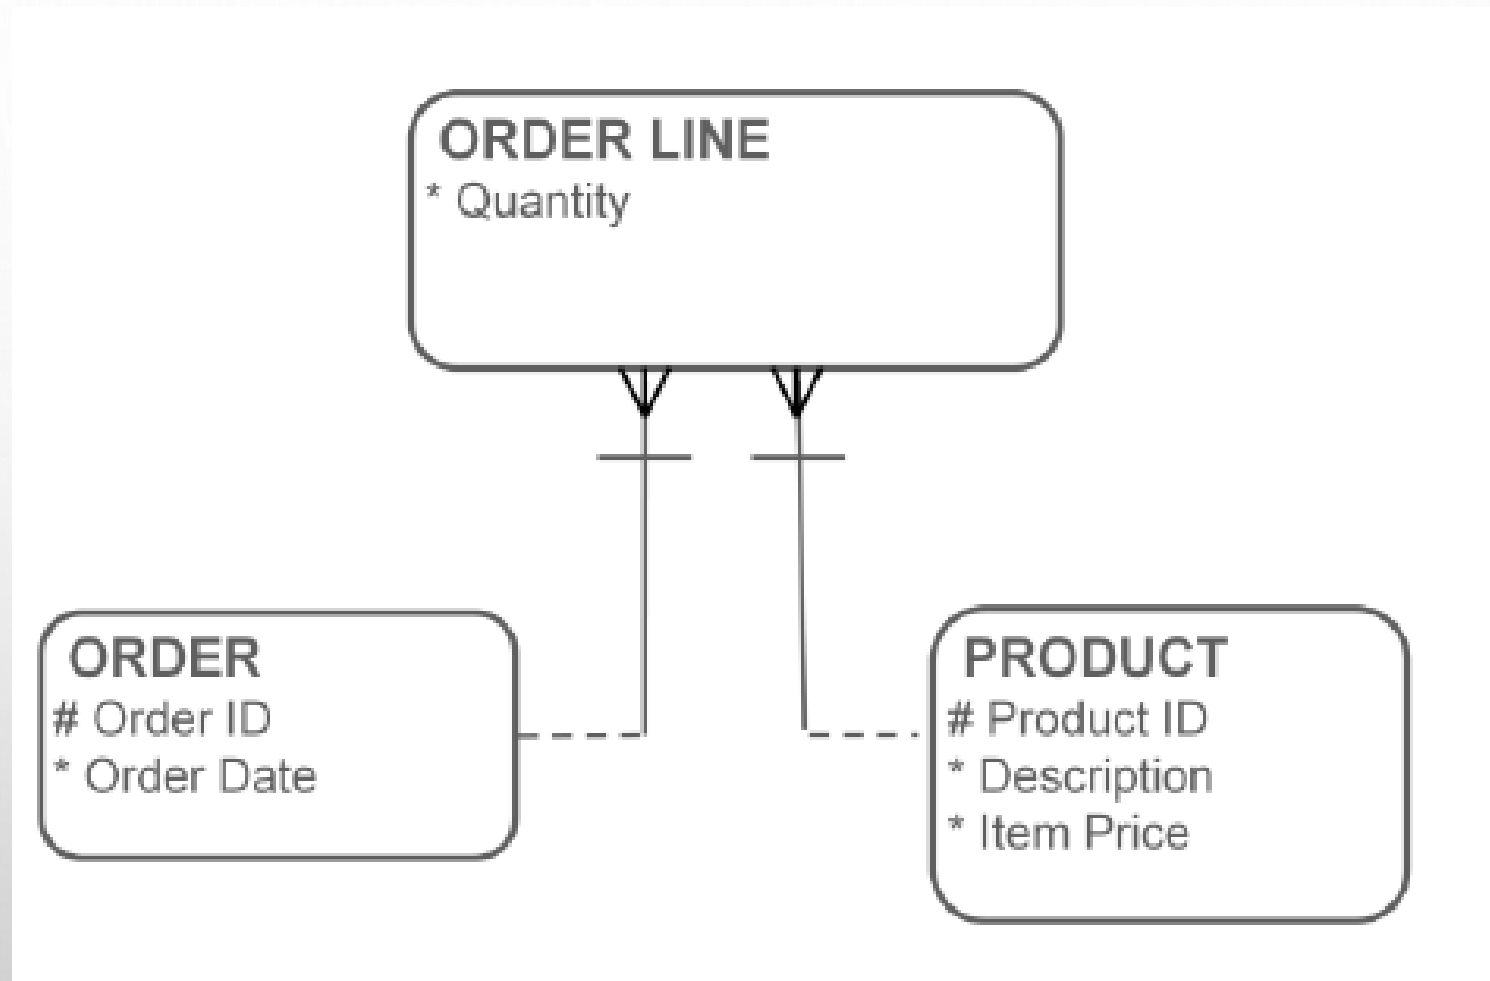 ORDER LINE
* Quantity
ORDER
# Order ID
* Order Date
PRODUCT
# Product ID
* Description
* Item Price